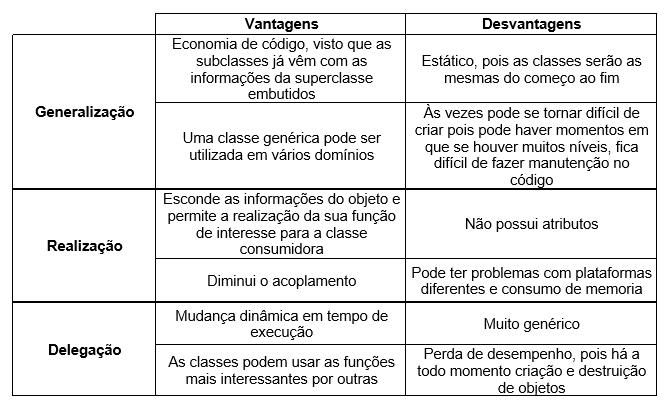 Vantagens Desvantagens
Generalização
Economia de código, visto que as
subclasses já vêm com as
informações da superclasse
embutidos
Estático, pois as classes serão as
mesmas do começo ao fim
Uma classe genérica pode ser
utilizada em vários domínios
Às vezes pode se tornar difícil de
criar pois pode haver momentos em
que se houver muitos níveis, fica
difícil de fazer manutenção no
código
Realização
Esconde as informações do objeto e
permite a realização da sua função
de interesse para a classe
consumidora
Não possui atributos
Diminui o acoplamento
Pode ter problemas com plataformas
diferentes e consumo de memoria
Delegação
Mudança dinâmica em tempo de
execução
Muito genérico
As classes podem usar as funções
mais interessantes por outras
Perda de desempenho, pois há a
todo momento criação e destruição
de objetos